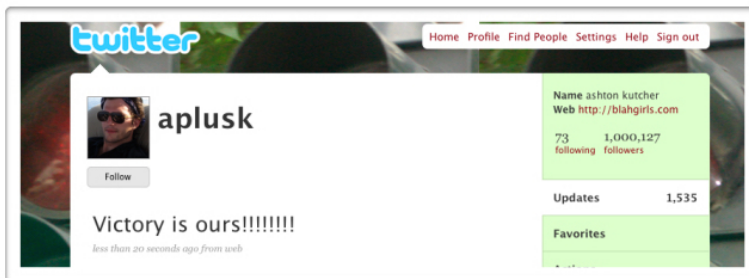 twitter
Home Profile Find People Settings Help Sign out
aplusk
Follow
Victory is ours!!!!!!!!
less than 20 seconds ago from web
Name ashton kutcher
Web http://blahgirls.com
73 1,000,127
following followers
Updates 1,535
Favorites